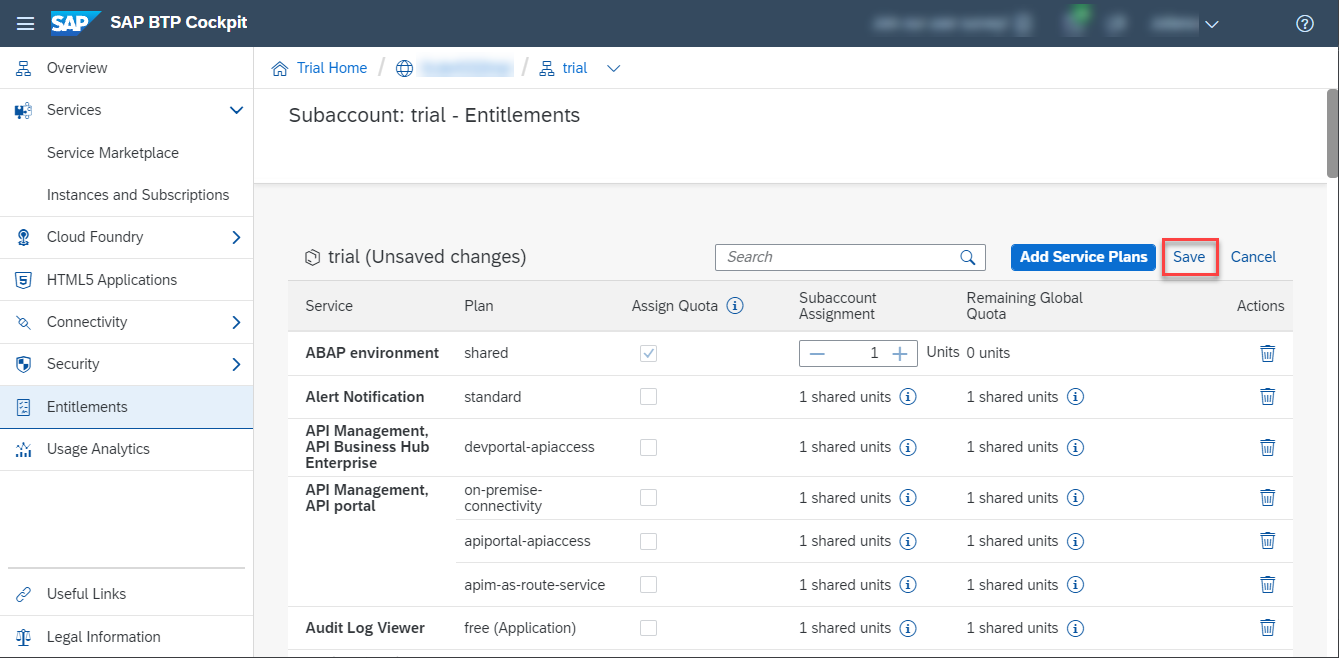 SAP SAP BTP Cockpit
Overview
Trial Home / / trial
Services
Subaccount: trial - Entitlements
Service Marketplace
Instances and Subscriptions
Cloud Foundry
HTML5 Applications
Connectivity
Security
Entitlements
Usage Analytics
Useful Links
Legal Information
trial (Unsaved changes)
Search
Add Service Plans
Save
Cancel
Service Plan Assign Quota Subaccount Assignment Remaining Global Quota Actions
ABAP environment shared 1 Units 0 units
Alert Notification standard 1 shared units 1 shared units
API Management,
API Business Hub devportal-apiaccess 1 shared units 1 shared units
Enterprise
API Management, on-premise-
API portal connectivity 1 shared units 1 shared units
apiportal-apiaccess 1 shared units 1 shared units
apim-as-route-service 1 shared units 1 shared units
Audit Log Viewer free (Application) 1 shared units 1 shared units